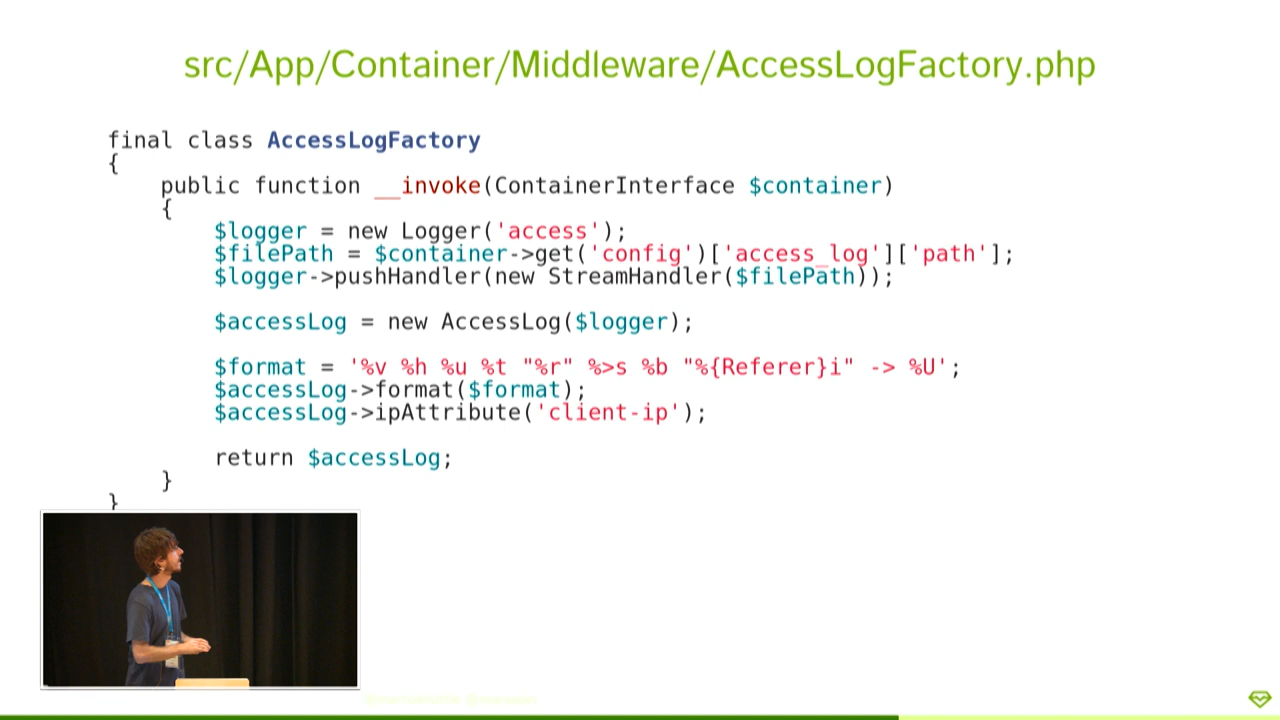 src/App/Container/Middleware/AccessLogFactory.php
final class AccessLogFactory
{
    public function __invoke(ContainerInterface $container)
    {
        $logger = new Logger('access');
        $filePath = $container->get('config')['access_log']['path'];
        $logger->pushHandler(new StreamHandler($filePath));
        $accessLog = new AccessLog($logger);
        $format = '%v %h %u %t "%r" %>s %b "%{Referer}i" -> %U';
        $accessLog->format($format);
        $accessLog->ipAttribute('client-ip');
        return $accessLog;
    }
}